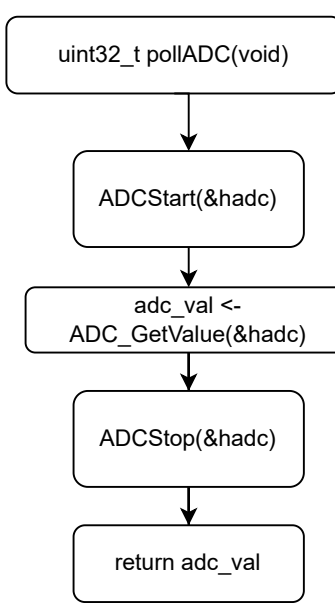 uint32_t pollADC(void)
ADCStart(&hadc)
adc_val <-
ADC_GetValue(&hadc)
ADCStop(&hadc)
return adc_val